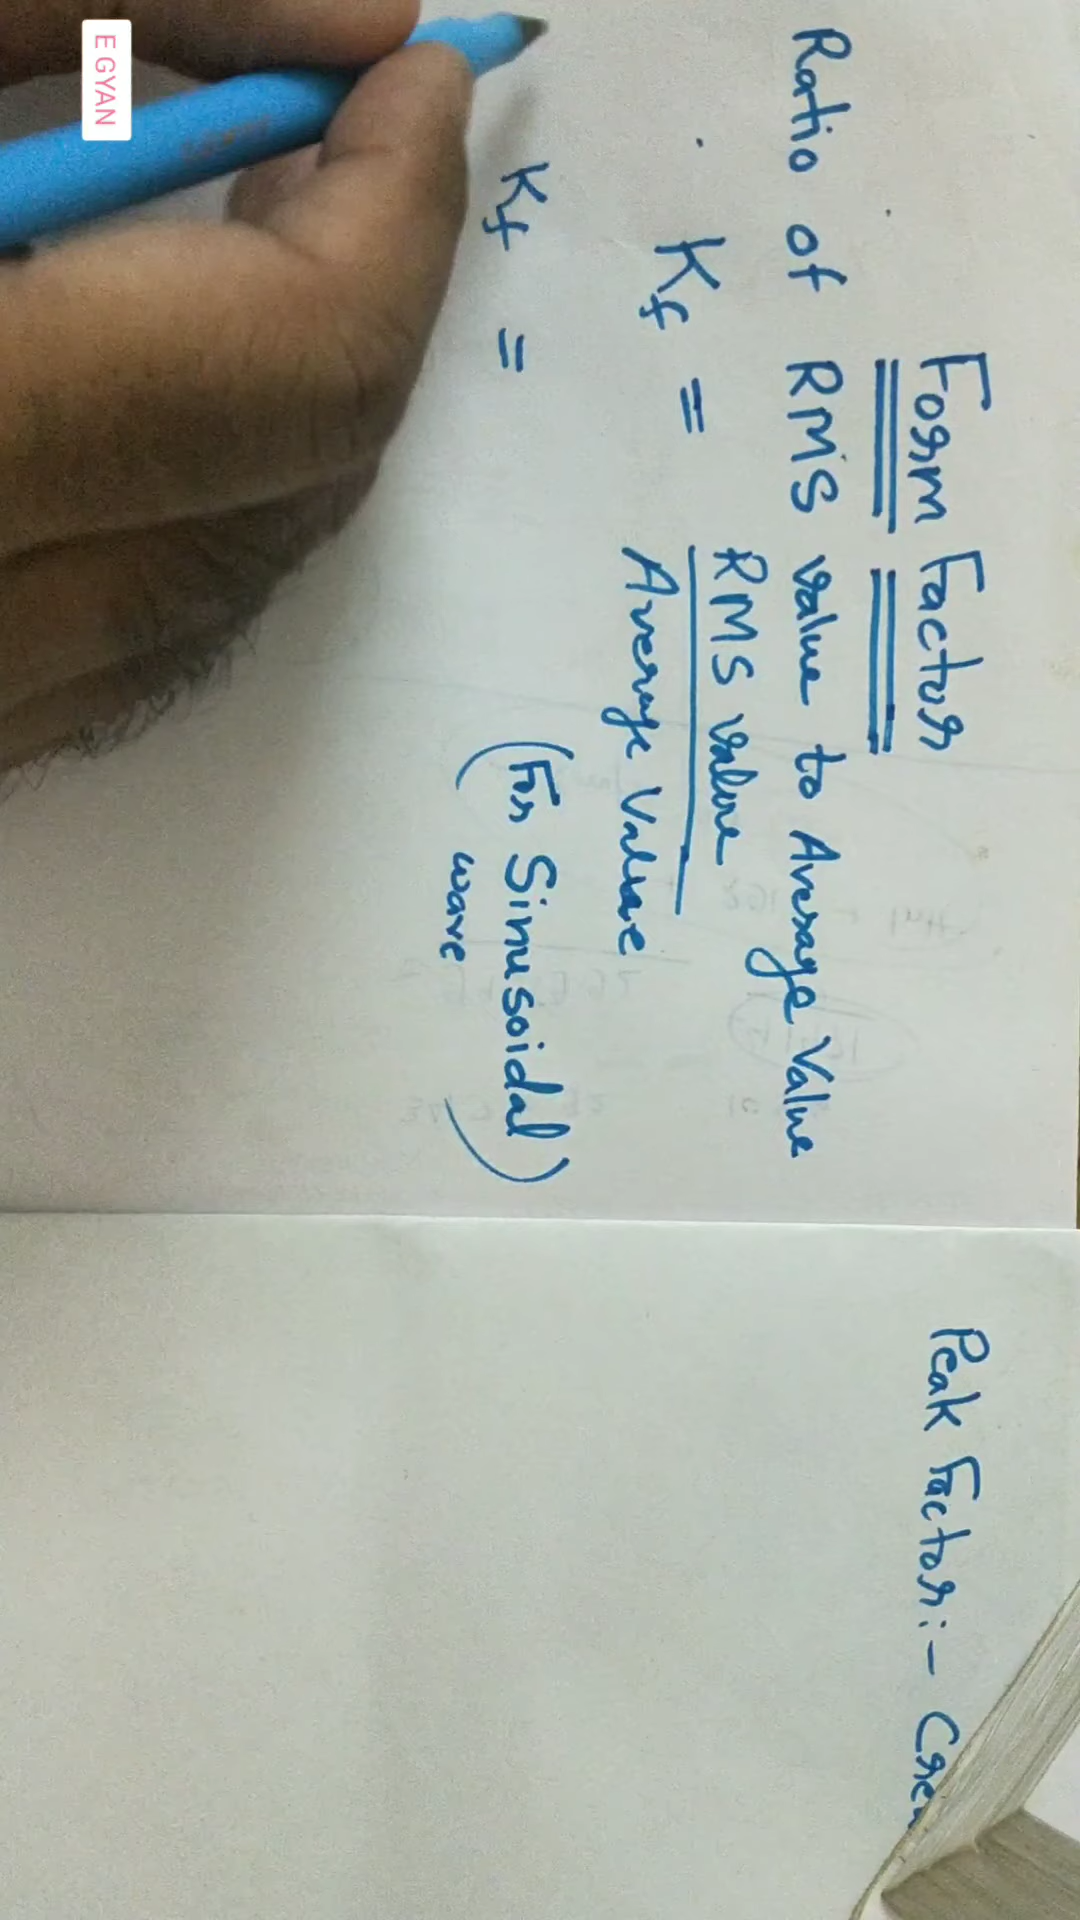 Form Factor
Ratio of RMS value to Average Value
Kf = RMS value
Average Value
Kf = (For Sinusoidal
wave)
Peak Factor:-
E GYAN